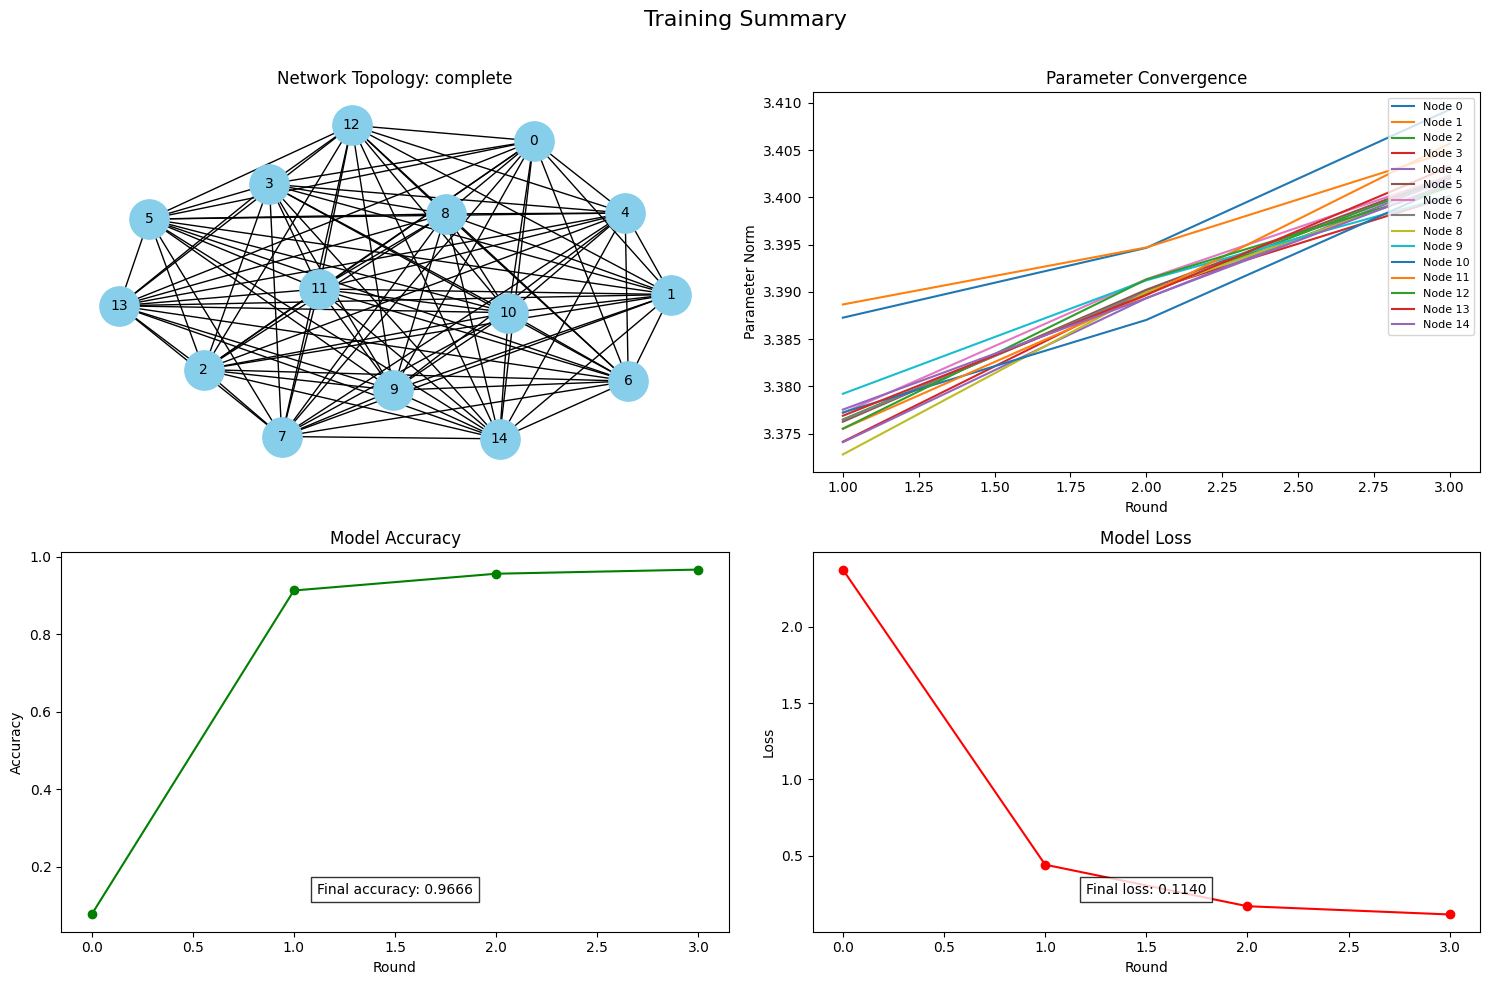 Training Summary
Network Topology: complete
12
0
3
4
8
5
11
1
13
10
2
6
9
7
14
Parameter Convergence
Parameter Norm
3.410
3.405
3.400
3.395
3.390
3.385
3.380
3.375
Node 0
Node 1
Node 2
Node 3
Node 4
Node 5
Node 6
Node 7
Node 8
Node 9
Node 10
Node 11
Node 12
Node 13
Node 14
1.00 1.25 1.50 1.75 2.00 2.25 2.50 2.75 3.00
Round
Model Accuracy
Accuracy
1.0
0.8
0.6
0.4
0.2
Final accuracy: 0.9666
0.0 0.5 1.0 1.5 2.0 2.5 3.0
Round
Model Loss
Loss
2.0
1.5
1.0
0.5
Final loss: 0.1140
0.0 0.5 1.0 1.5 2.0 2.5 3.0
Round